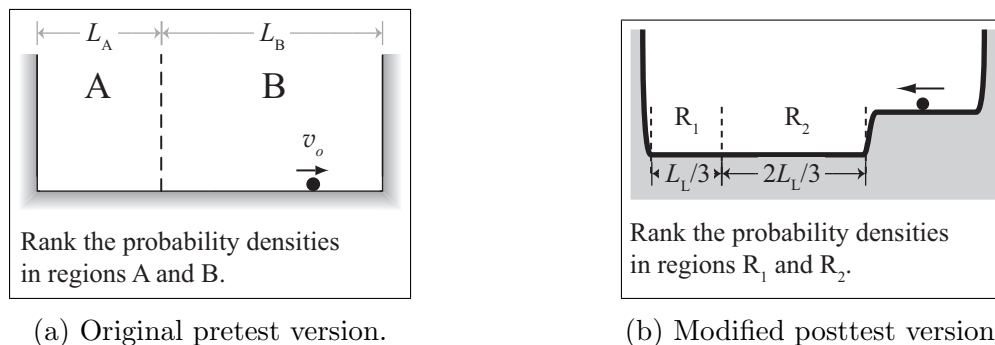 L_A L_B
A B
v_o
Rank the probability densities
in regions A and B.
(a) Original pretest version.
R_1 R_2
L_L/3 2L_L/3
Rank the probability densities
in regions R_1 and R_2.
(b) Modified posttest version